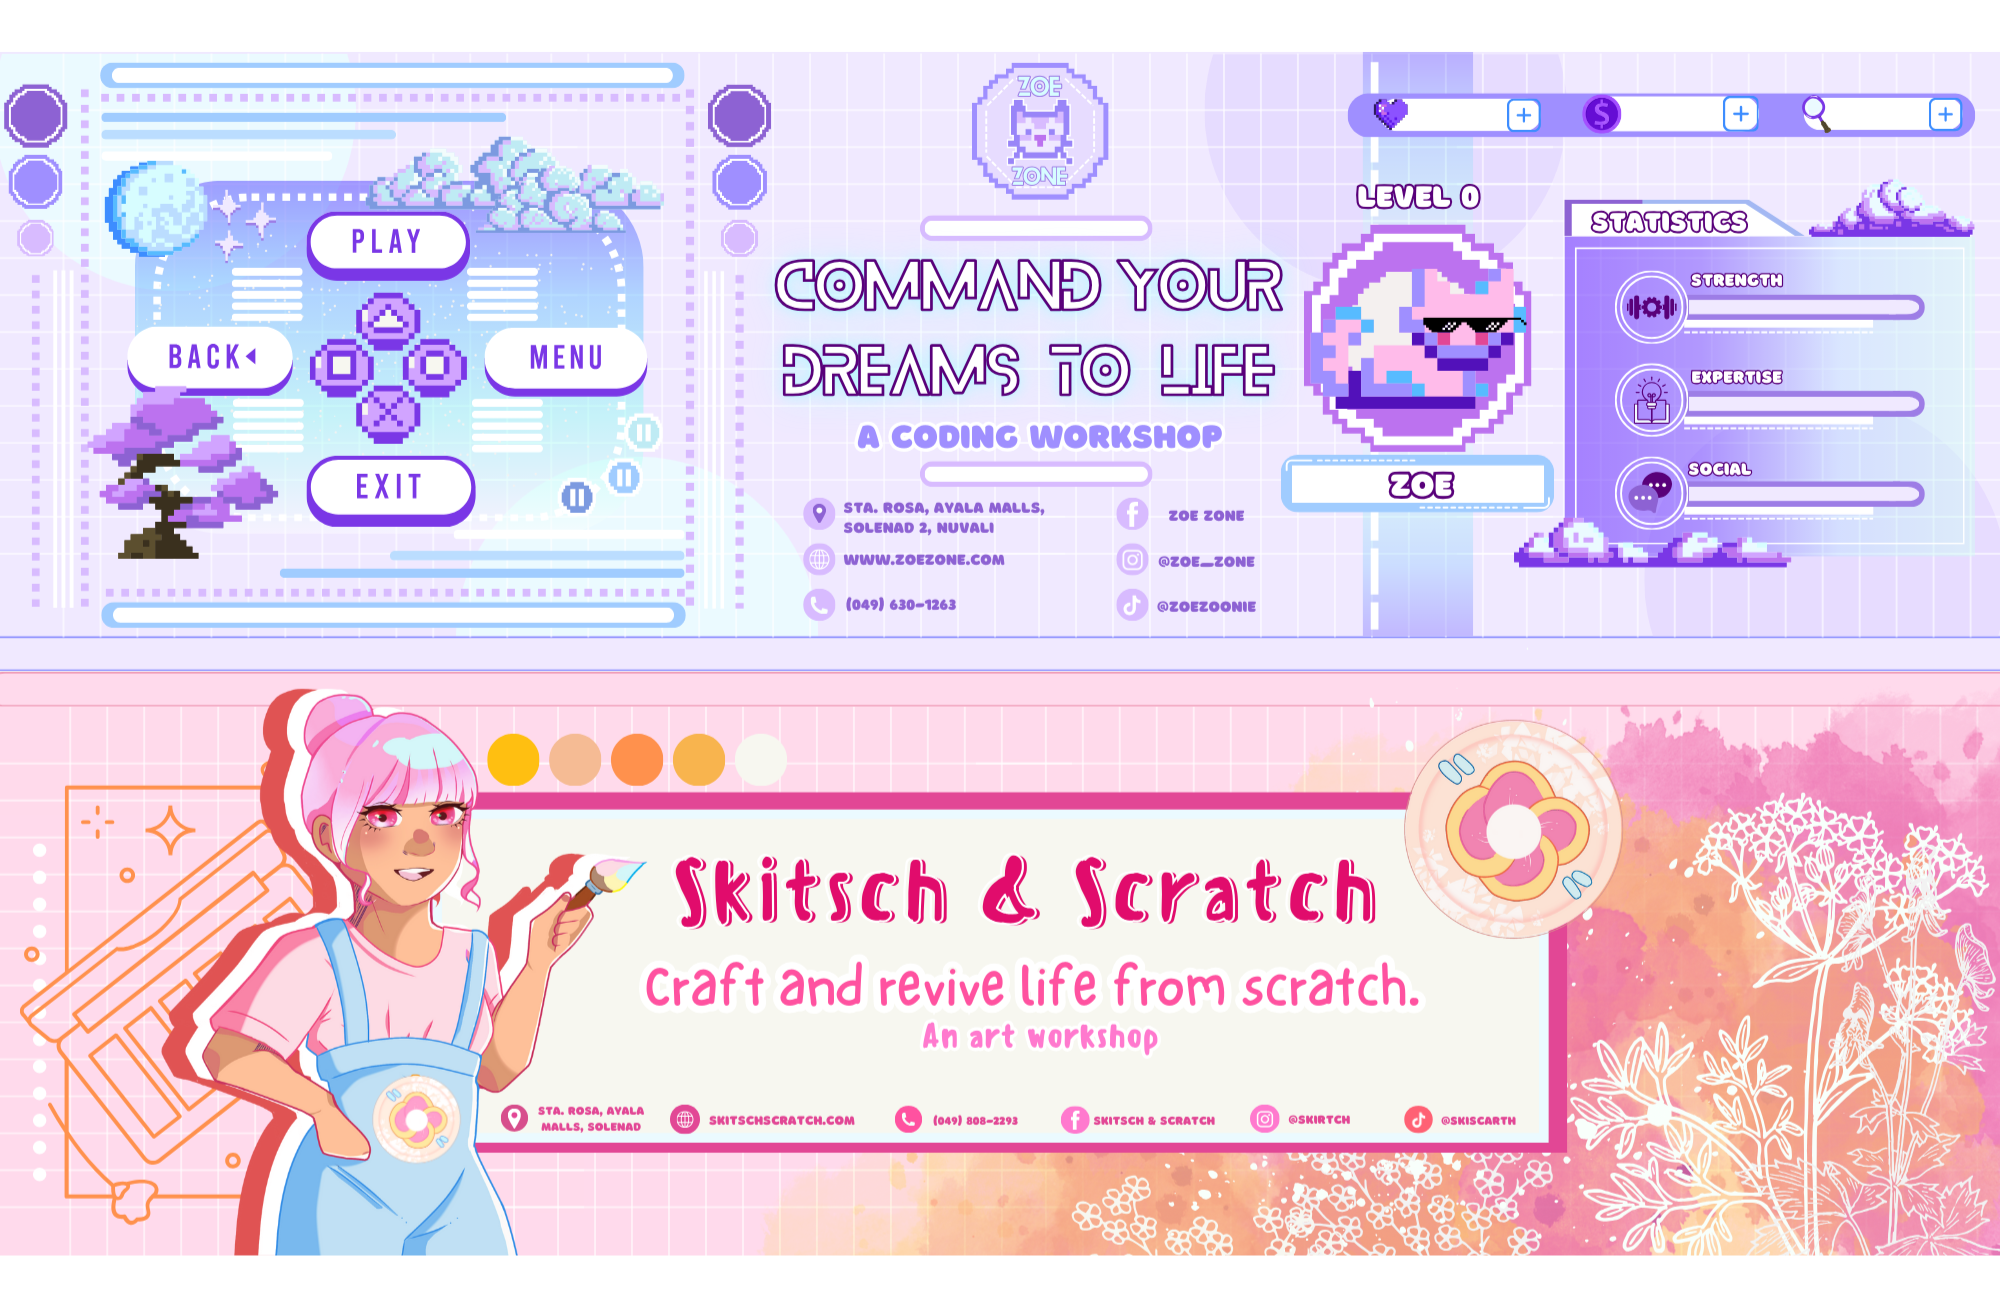 PLAY
BACK
MENU
EXIT
ZOE
ZONE
COMMAND YOUR
DREAMS TO LIFE
A CODING WORKSHOP
STA. ROSA, AYALA MALLS,
SOLENAD 2, NUVALI
WWW.ZOEZONE.COM
(049) 630-1263
ZOE ZONE
@ZOE_ZONE
@ZOEZOONIE
LEVEL 0
ZOE
STATISTICS
STRENGTH
EXPERTISE
SOCIAL
Skitsch & Scratch
Craft and revive life from scratch.
An art workshop
STA. ROSA, AYALA
MALLS, SOLENAD
SKITSCHSCRATCH.COM
(049) 808-2293
SKITSCH & SCRATCH
@SKIRTCH
@SKISCARTH